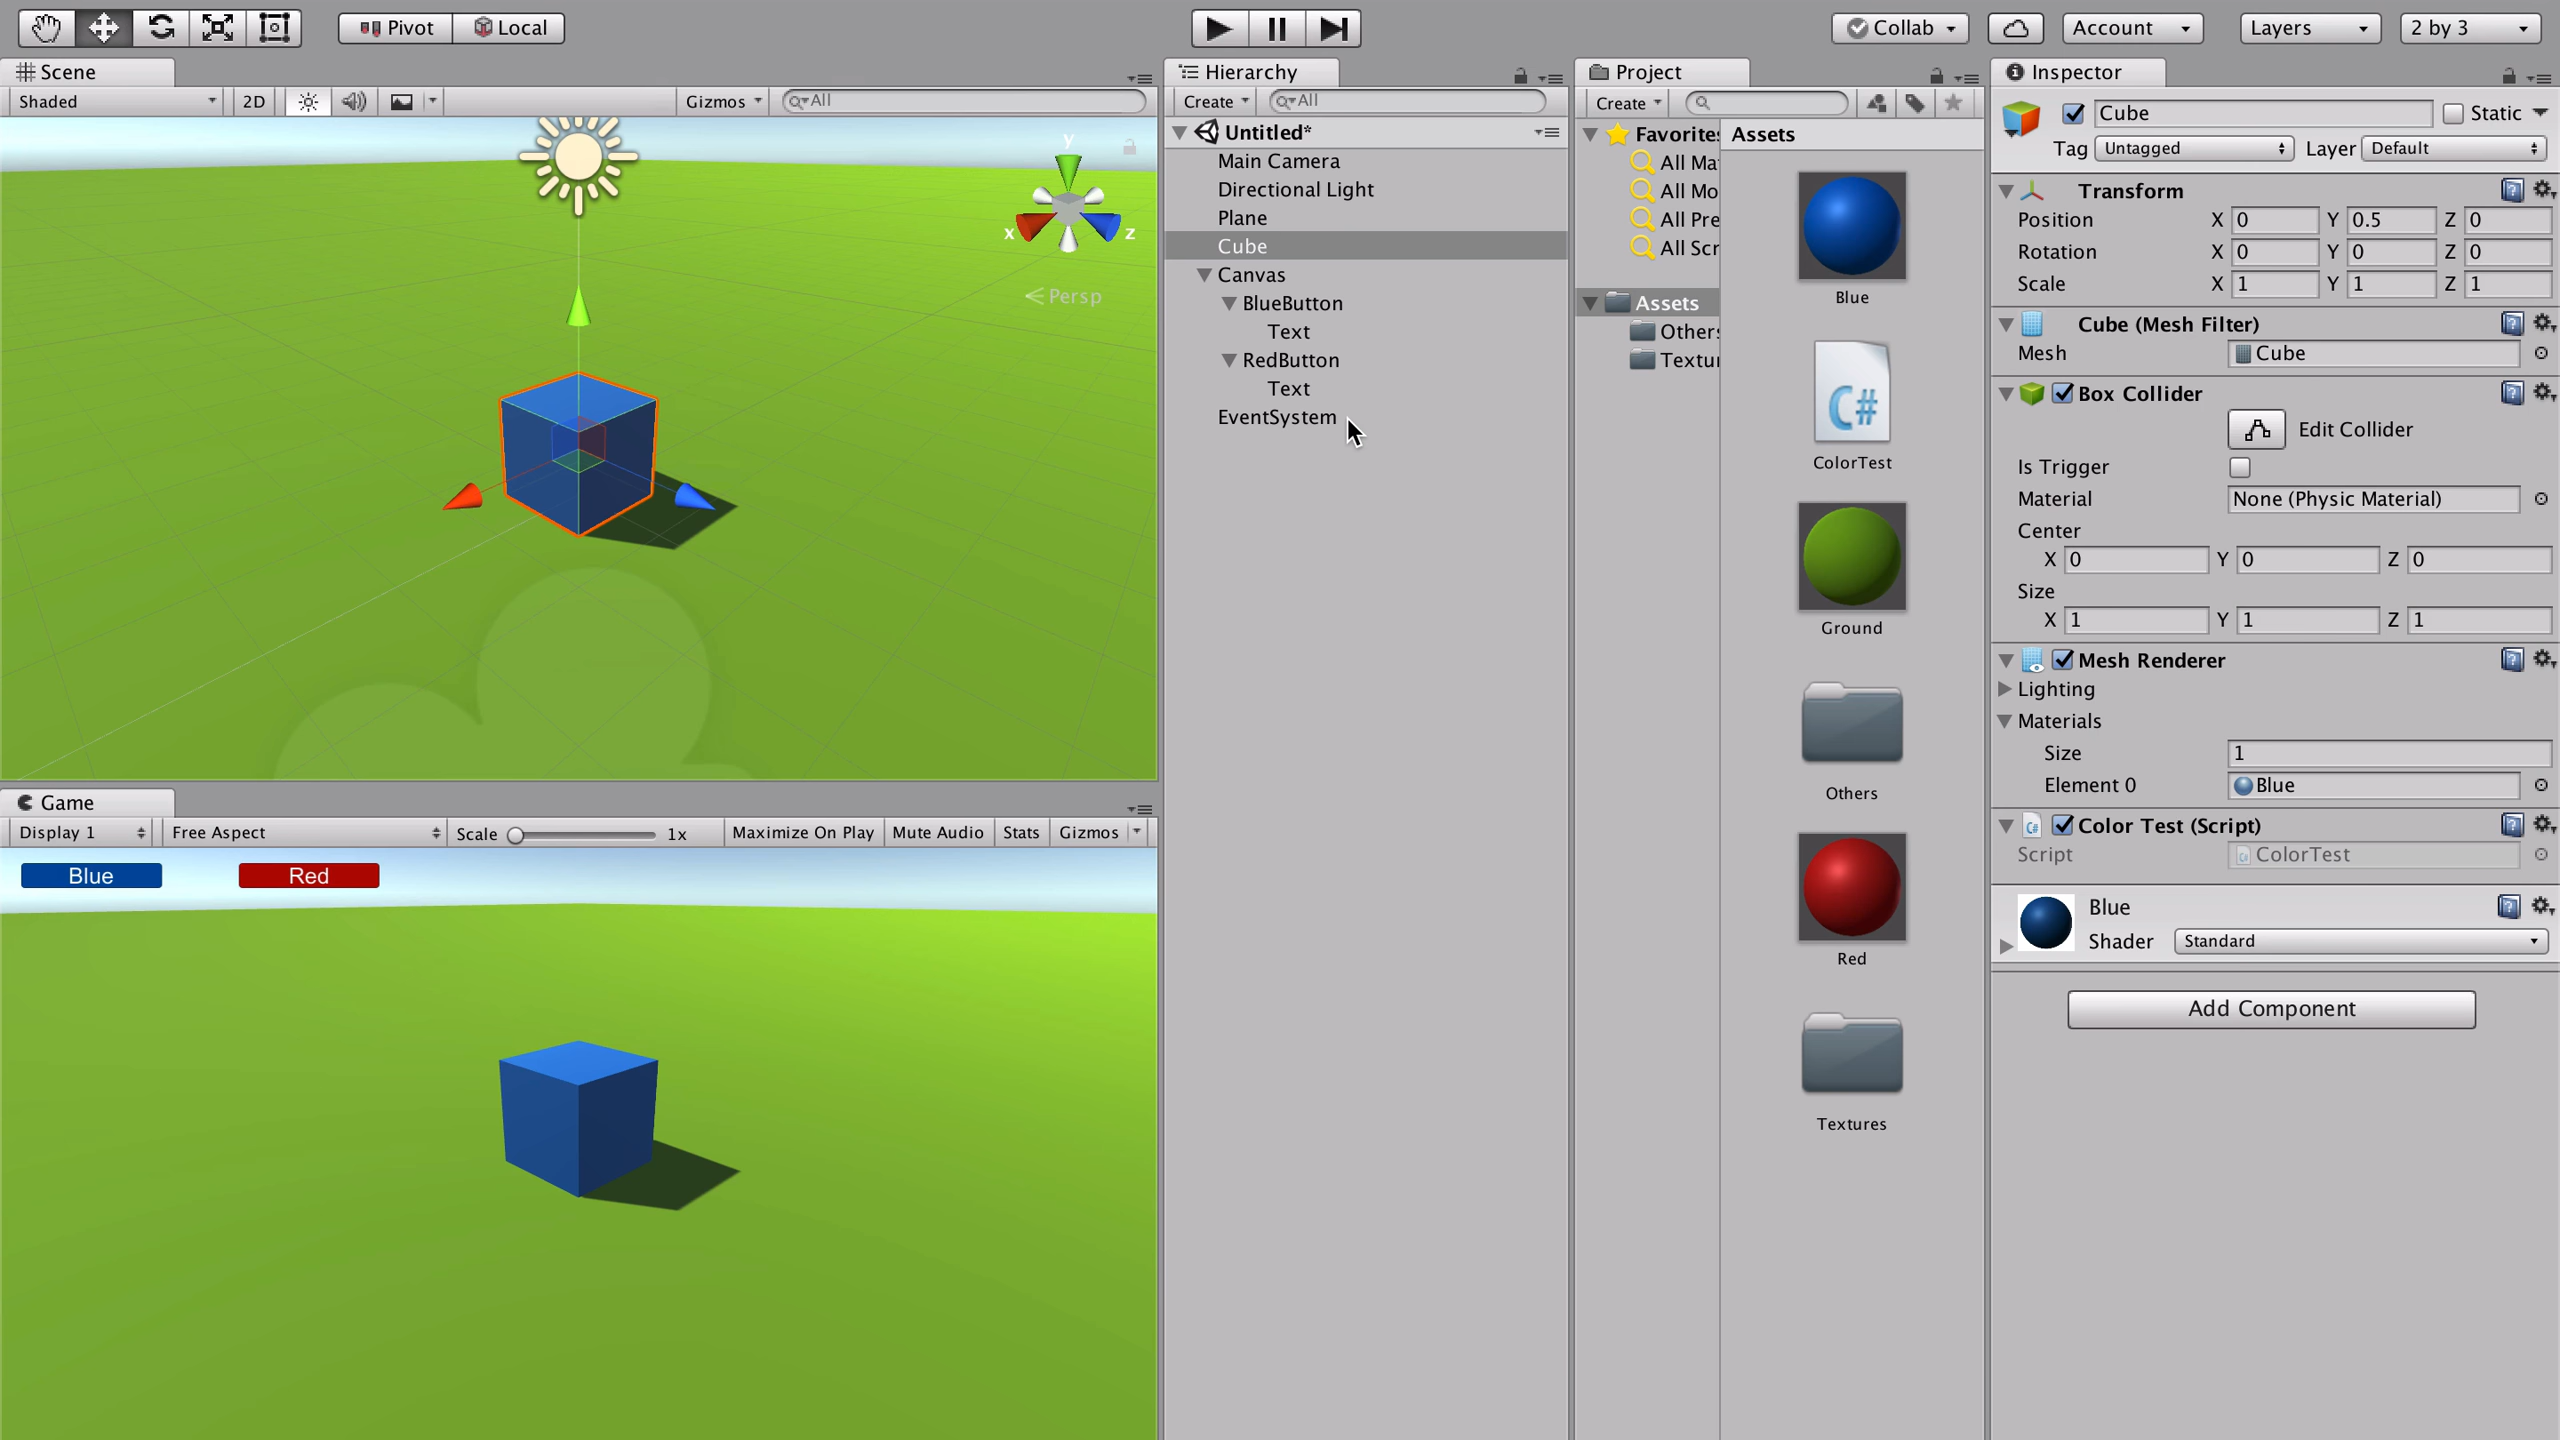 Pivot Local Collab Account Layers 2 by 3
Scene
Shaded 2D Gizmos All
y
x z
Persp
Game
Display 1 Free Aspect Scale 1x Maximize On Play Mute Audio Stats Gizmos
Blue Red
Hierarchy
Create All
Untitled*
Main Camera
Directional Light
Plane
Cube
Canvas
BlueButton
Text
RedButton
Text
EventSystem
Project
Create
Favorites
All Ma
All Mo
All Pre
All Scr
Assets
Others
Textur
Assets
Blue
C#
ColorTest
Ground
Others
Red
Textures
Inspector
Cube Static
Tag Untagged Layer Default
Transform
Position X 0 Y 0.5 Z 0
Rotation X 0 Y 0 Z 0
Scale X 1 Y 1 Z 1
Cube (Mesh Filter)
Mesh Cube
Box Collider
Edit Collider
Is Trigger
Material None (Physic Material)
Center
X 0 Y 0 Z 0
Size
X 1 Y 1 Z 1
Mesh Renderer
Lighting
Materials
Size 1
Element 0 Blue
C# Color Test (Script)
Script ColorTest
Blue
Shader Standard
Add Component